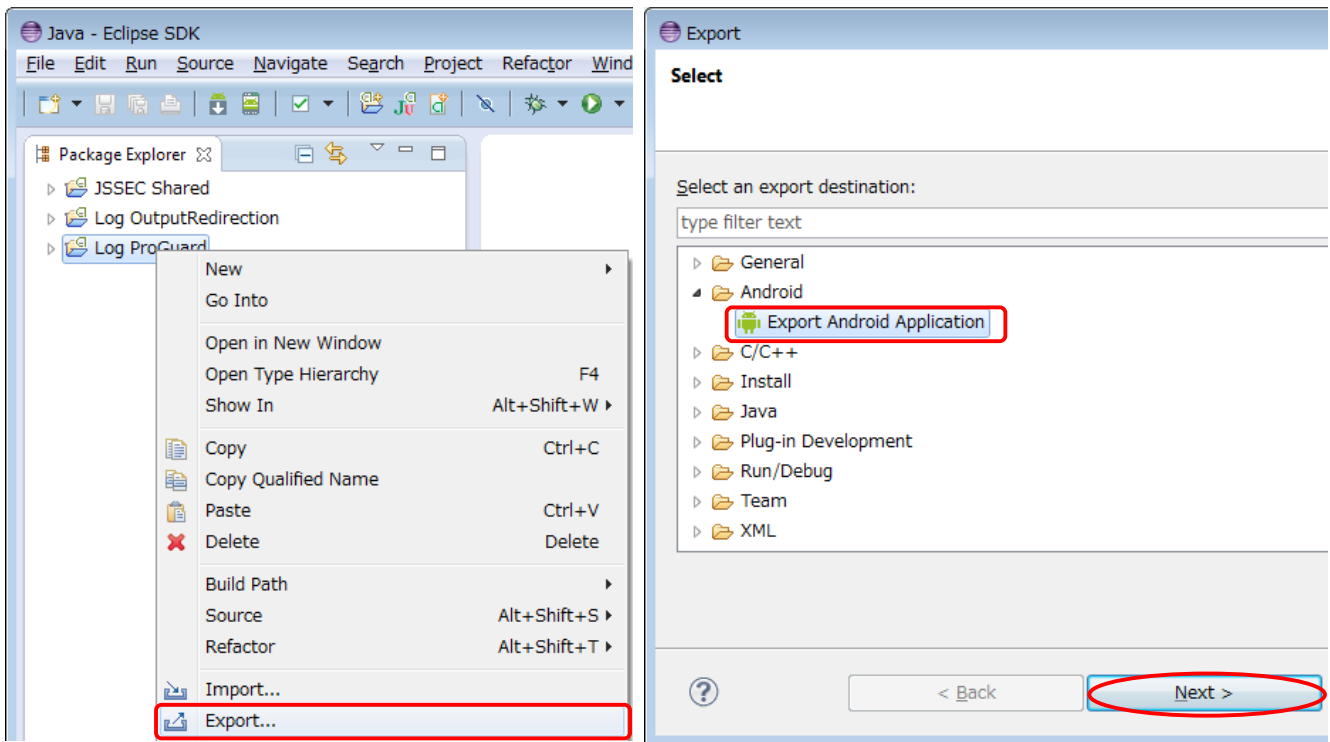 Java - Eclipse SDK
File Edit Run Source Navigate Search Project Refactor Wind
Package Explorer
JSSEC Shared
Log OutputRedirection
Log ProGuard
New
Go Into
Open in New Window
Open Type Hierarchy F4
Show In Alt+Shift+W
Copy Ctrl+C
Copy Qualified Name
Paste Ctrl+V
Delete Delete
Build Path
Source Alt+Shift+S
Refactor Alt+Shift+T
Import...
Export...
Export
Select
Select an export destination:
type filter text
General
Android
Export Android Application
C/C++
Install
Java
Plug-in Development
Run/Debug
Team
XML
?
< Back Next >